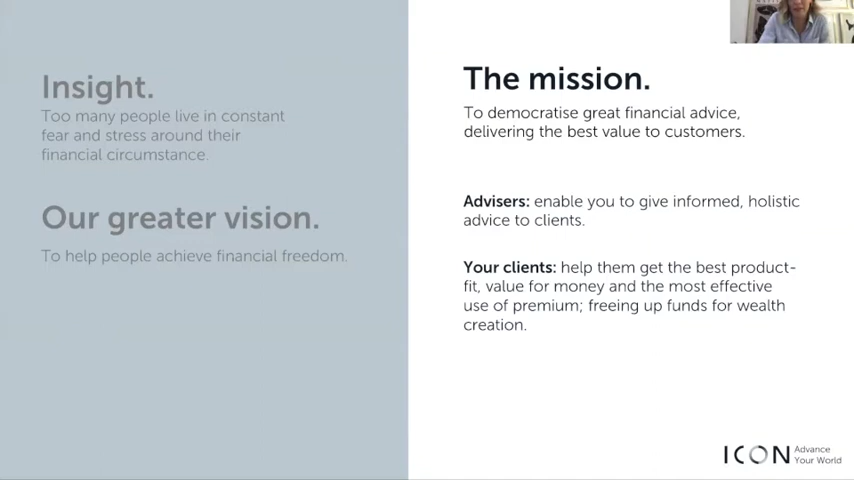 Insight.
Too many people live in constant
fear and stress around their
financial circumstance.
Our greater vision.
To help people achieve financial freedom.
The mission.
To democratise great financial advice,
delivering the best value to customers.
Advisers: enable you to give informed, holistic
advice to clients.
Your clients: help them get the best product-
fit, value for money and the most effective
use of premium; freeing up funds for wealth
creation.
ICON Advance
Your World